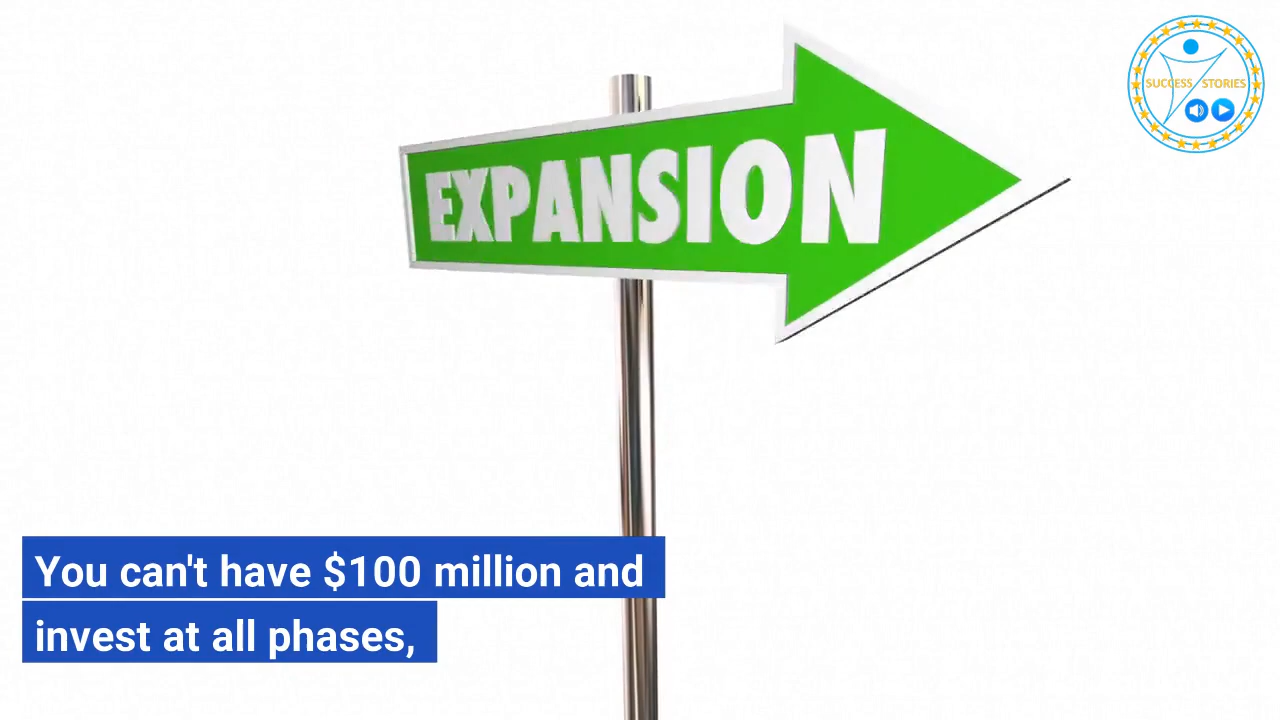 SUCCESS STORIES
EXPANSION
You can't have $100 million and
invest at all phases,